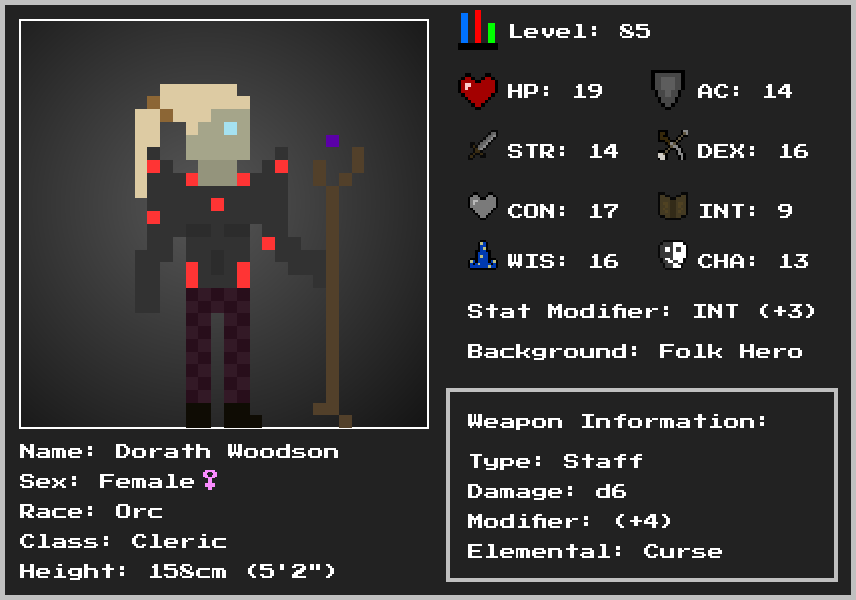 Level: 85
HP: 19
AC: 14
STR: 14
DEX: 16
CON: 17
INT: 9
WIS: 16
CHA: 13
Stat Modifier: INT (+3)
Background: Folk Hero
Weapon Information:
Type: Staff
Damage: d6
Modifier: (+4)
Elemental: Curse
Name: Dorath Woodson
Sex: Female♀
Race: Orc
Class: Cleric
Height: 158cm (5'2")